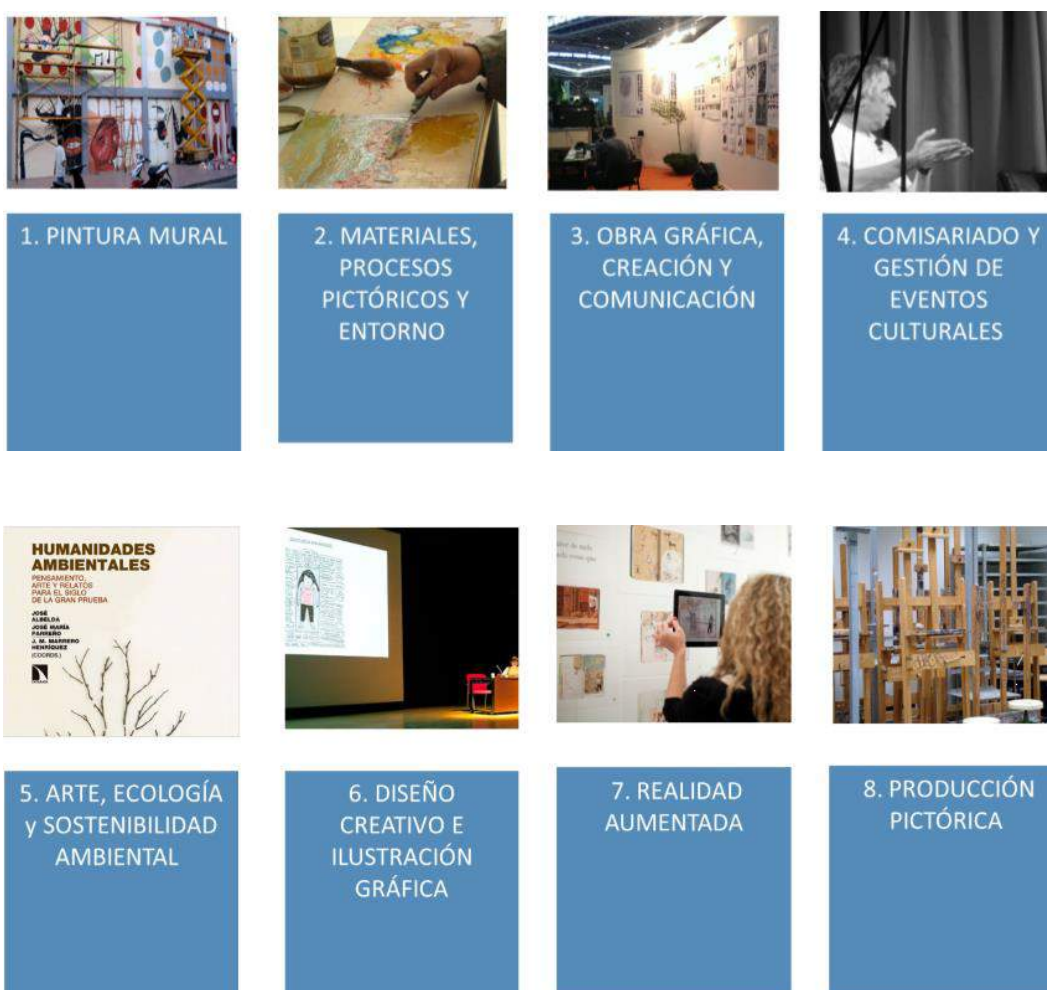 1. PINTURA MURAL
2. MATERIALES,
PROCESOS
PICTÓRICOS Y
ENTORNO
3. OBRA GRÁFICA,
CREACIÓN Y
COMUNICACIÓN
4. COMISARIADO Y
GESTIÓN DE
EVENTOS
CULTURALES
HUMANIDADES
AMBIENTALES
PENSAMIENTO,
ARTE Y RELATOS
PARA EL SIGLO
DE LA GRAN PRUEBA
JOSÉ
ALBELDA
JOSÉ MARÍA
PARREÑO
J. M. MARRERO
HENRÍQUEZ
(COORDS.)
5. ARTE, ECOLOGÍA
y SOSTENIBILIDAD
AMBIENTAL
6. DISEÑO
CREATIVO E
ILUSTRACIÓN
GRÁFICA
7. REALIDAD
AUMENTADA
8. PRODUCCIÓN
PICTÓRICA